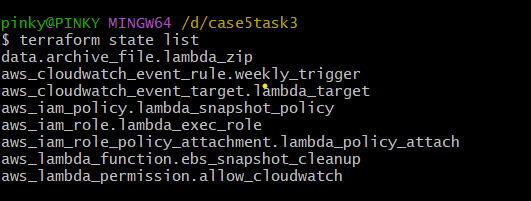 pinky@PINKY MINGW64 /d/case5task3
$ terraform state list
data.archive_file.lambda_zip
aws_cloudwatch_event_rule.weekly_trigger
aws_cloudwatch_event_target.lambda_target
aws_iam_policy.lambda_snapshot_policy
aws_iam_role.lambda_exec_role
aws_iam_role_policy_attachment.lambda_policy_attach
aws_lambda_function.ebs_snapshot_cleanup
aws_lambda_permission.allow_cloudwatch